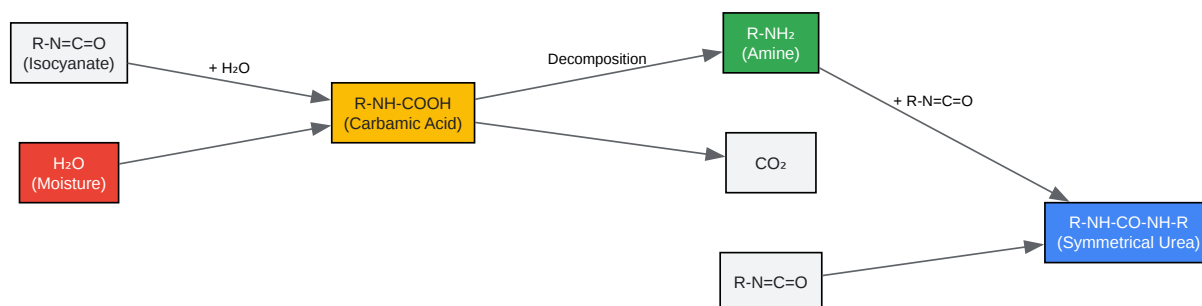 R-N=C=O
(Isocyanate)
+ H₂O
H₂O
(Moisture)
R-NH-COOH
(Carbamic Acid)
Decomposition
R-NH₂
(Amine)
CO₂
+ R-N=C=O
R-N=C=O
R-NH-CO-NH-R
(Symmetrical Urea)